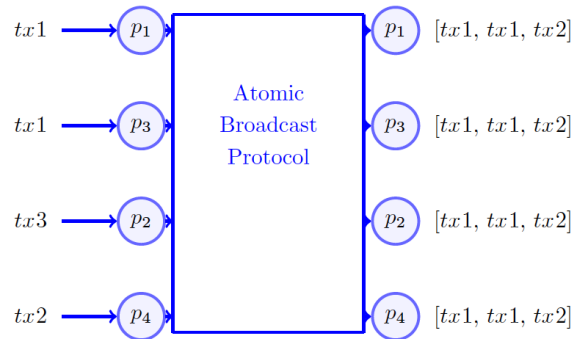 tx1 p1 p1 [tx1, tx1, tx2]
Atomic
Broadcast
Protocol
tx1 p3 p3 [tx1, tx1, tx2]
tx3 p2 p2 [tx1, tx1, tx2]
tx2 p4 p4 [tx1, tx1, tx2]